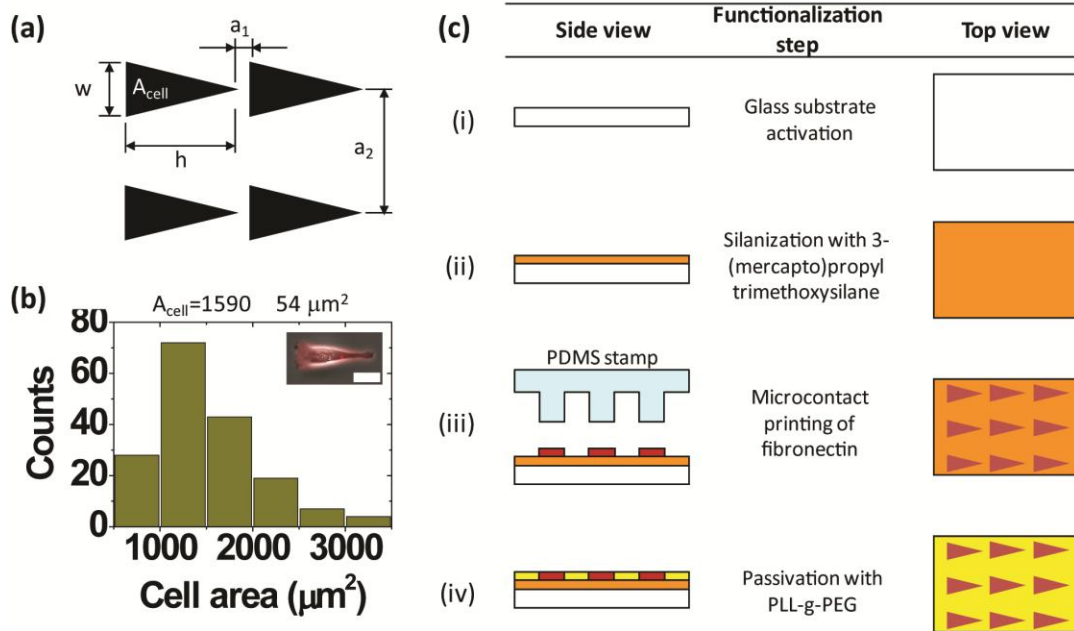 (a)
a1
w
Acell
h
a2
(b)
Acell=1590 54 μm2
80
60
40
20
0
Counts
1000 2000 3000
Cell area (μm2)
(c)
Side view
Functionalization
step
Top view
(i)
Glass substrate
activation
(ii)
Silanization with 3-
(mercapto)propyl
trimethoxysilane
PDMS stamp
(iii)
Microcontact
printing of
fibronectin
(iv)
Passivation with
PLL-g-PEG